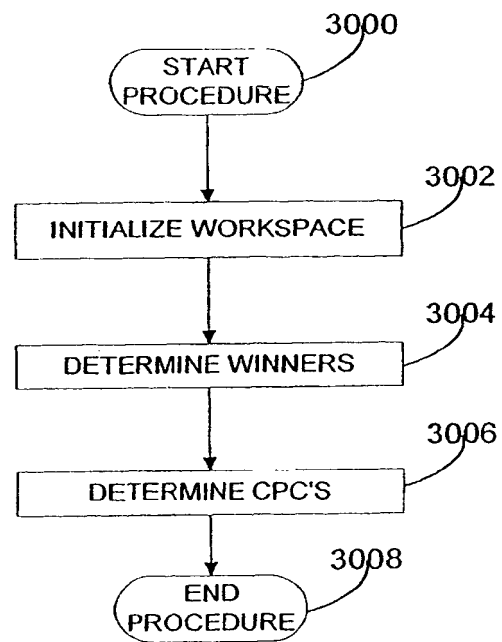 3000
START
PROCEDURE
3002
INITIALIZE WORKSPACE
3004
DETERMINE WINNERS
3006
DETERMINE CPC'S
3008
END
PROCEDURE